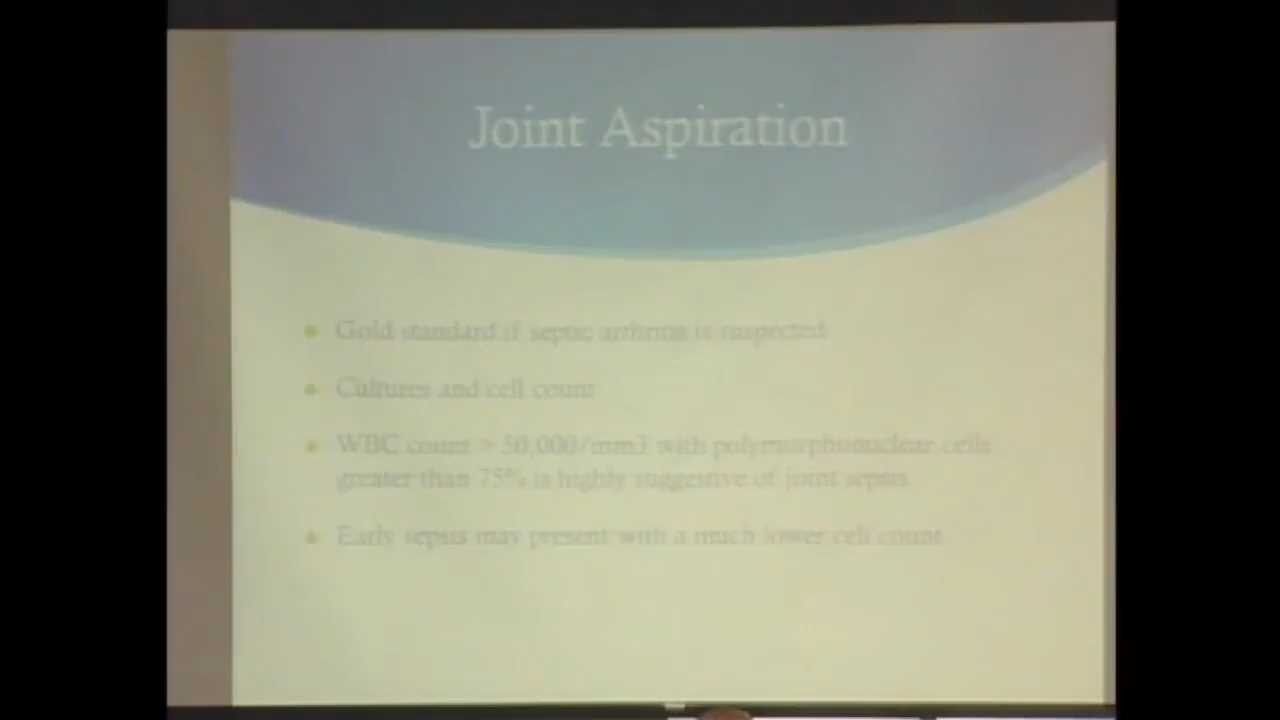 Joint Aspiration
Gold standard if septic arthritis is suspected
Cultures and cell count
WBC count > 50,000/mm3 with polymorphonuclear cells
greater than 75% is highly suggestive of joint sepsis
Early sepsis may present with a much lower cell count